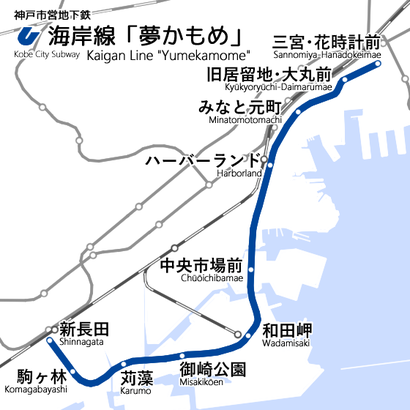 神戸市営地下鉄
海岸線「夢かもめ」
Kobe City Subway
Kaigan Line "Yumekamome"
三宮・花時計前
Sannomiya-Hanadokeimae
旧居留地・大丸前
Kyūkyoryūchi-Daimarumae
みなと元町
Minatomotomachi
ハーバーランド
Harborland
中央市場前
Chūōichibamae
新長田
Shinnagata
和田岬
Wadamisaki
御崎公園
Misakikōen
駒ヶ林
Komagabayashi
苅藻
Karumo